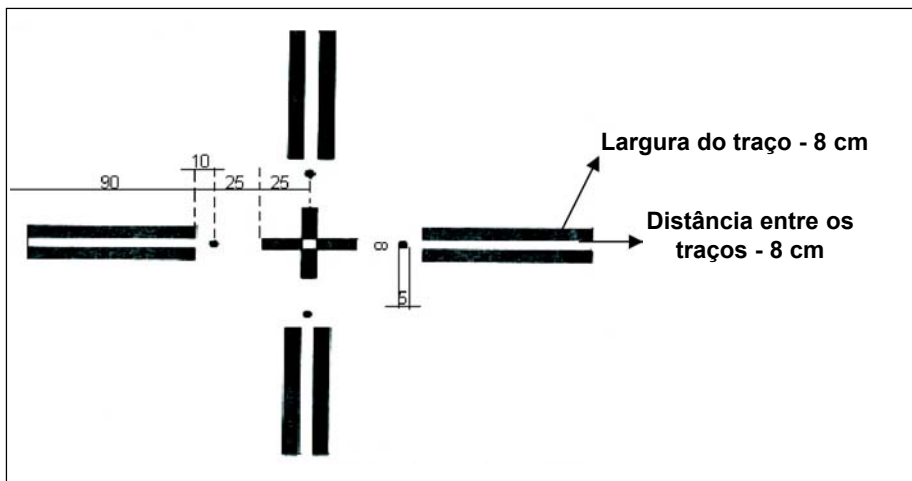 Largura do traço - 8 cm
10
90
25
25
Distância entre os
traços - 8 cm
8
5